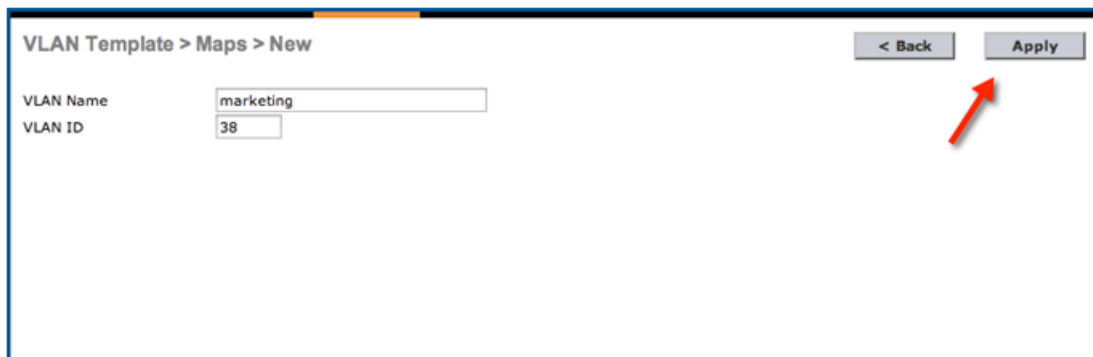 VLAN Template > Maps > New
< Back
Apply
VLAN Name marketing
VLAN ID 38